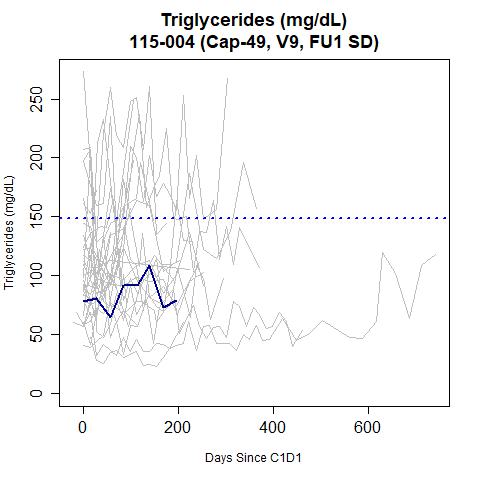 Triglycerides (mg/dL)
115-004 (Cap-49, V9, FU1 SD)
Triglycerides (mg/dL)
250
200
150
100
50
0
0
200
400
600
Days Since C1D1